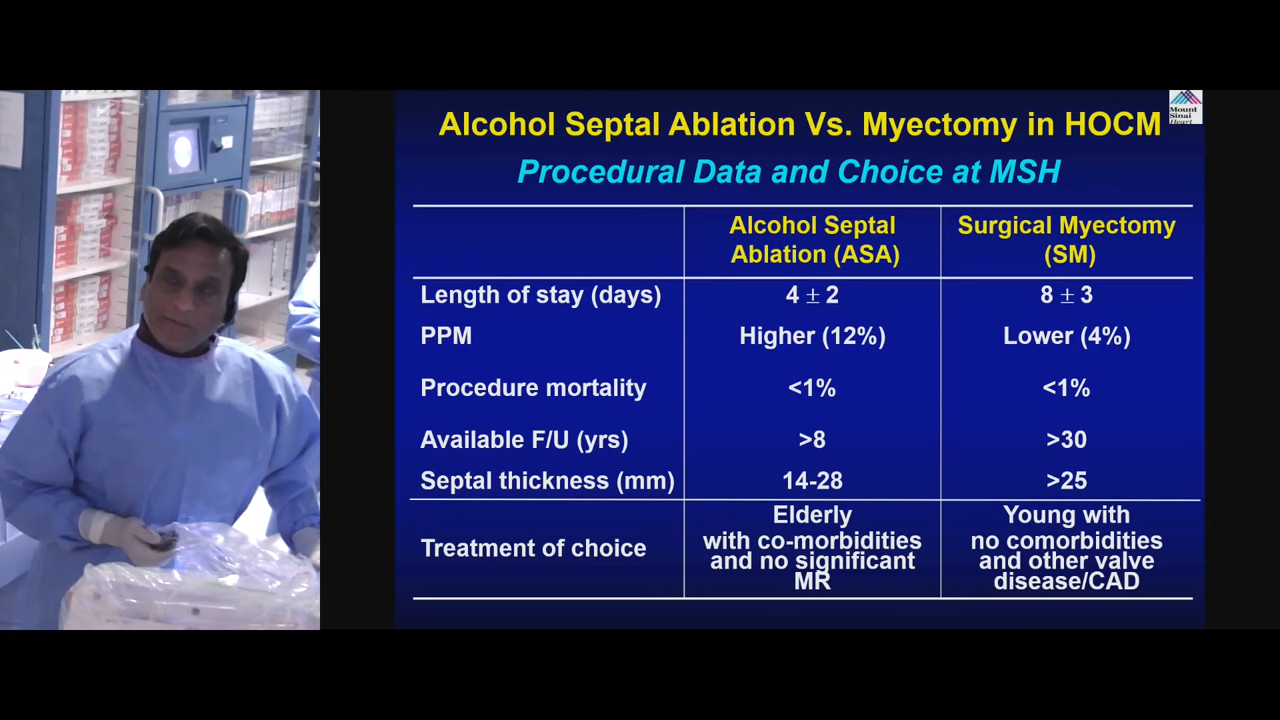 Alcohol Septal Ablation Vs. Myectomy in HOCM
Mount
Sinai
Heart
Procedural Data and Choice at MSH
Alcohol Septal
Ablation (ASA)
Surgical Myectomy
(SM)
Length of stay (days) 4 ± 2 8 ± 3
PPM Higher (12%) Lower (4%)
Procedure mortality <1% <1%
Available F/U (yrs) >8 >30
Septal thickness (mm) 14-28 >25
Treatment of choice
Elderly
with co-morbidities
and no significant
MR
Young with
no comorbidities
and other valve
disease/CAD